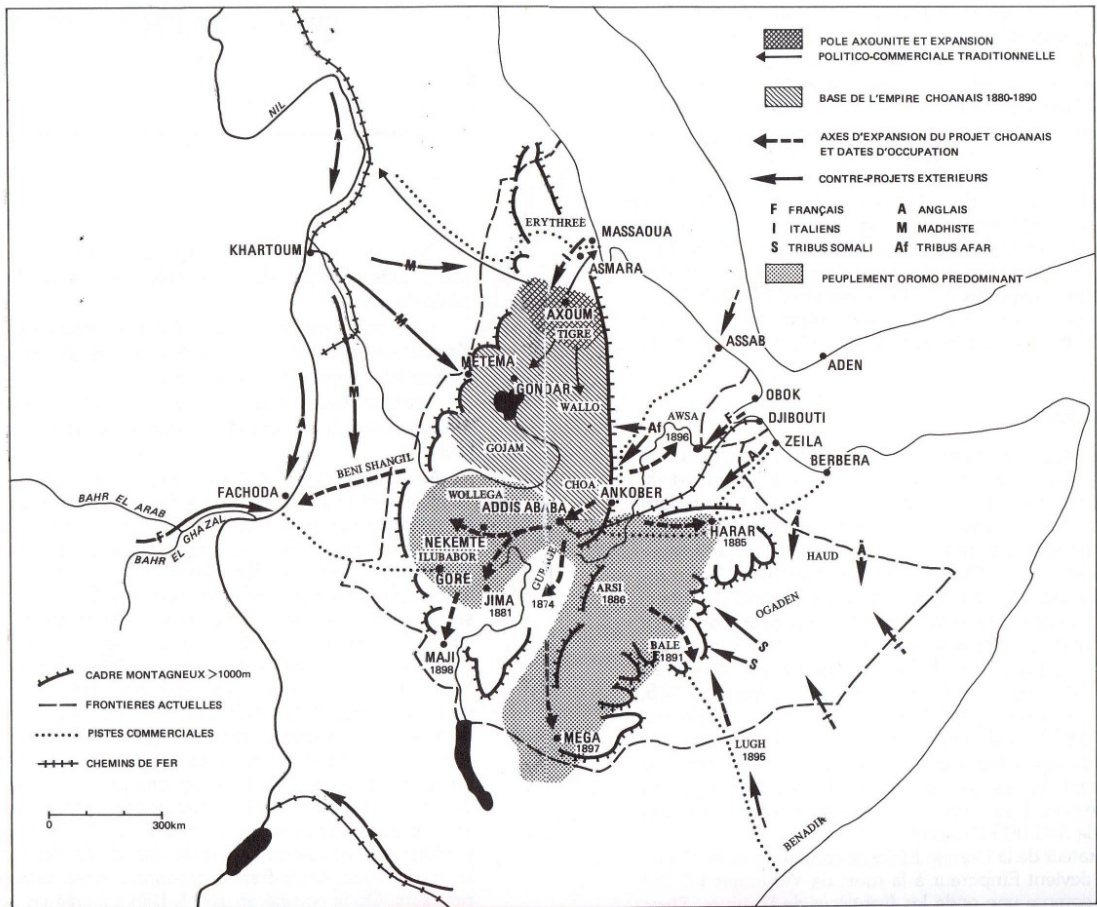 POLE AXOUNITE ET EXPANSION
POLITICO-COMMERCIALE TRADITIONNELLE
BASE DE L'EMPIRE CHOANAIS 1880-1890
AXES D'EXPANSION DU PROJET CHOANAIS
ET DATES D'OCCUPATION
CONTRE-PROJETS EXTERIEURS
F FRANÇAIS A ANGLAIS
I ITALIENS M MADHISTE
S TRIBUS SOMALI Af TRIBUS AFAR
PEUPLEMENT OROMO PREDOMINANT
NIL
A
ERYTHREE
MASSAOUA
ASMARA
KHARTOUM
M
I
AXOUM
TIGRE
M
ASSAB
ADEN
METEMA
GONDAR
WALLO
M
OBOK
AWSA
F
DJIBOUTI
Af
1896
ZEILA
A
GOJAM
BERBERA
BENI SHANGIL
A
CHOA
WOLLEGA
ANKOBER
FACHODA
ADDIS ABABA
BAHR EL ARAB
HARAR
1885
A
NEKEMTE
F
BAHR EL GHAZAL
ILUBABOR
HAUD
A
GORE
GURAGE
ARSI
1886
OGADEN
JIMA
1881
1874
S
BALE
1891
S
MAJI
1898
I
MEGA
1897
I
LUGH
1895
I
I
BENADIR
CADRE MONTAGNEUX >1000m
FRONTIERES ACTUELLES
PISTES COMMERCIALES
CHEMINS DE FER
0 300km